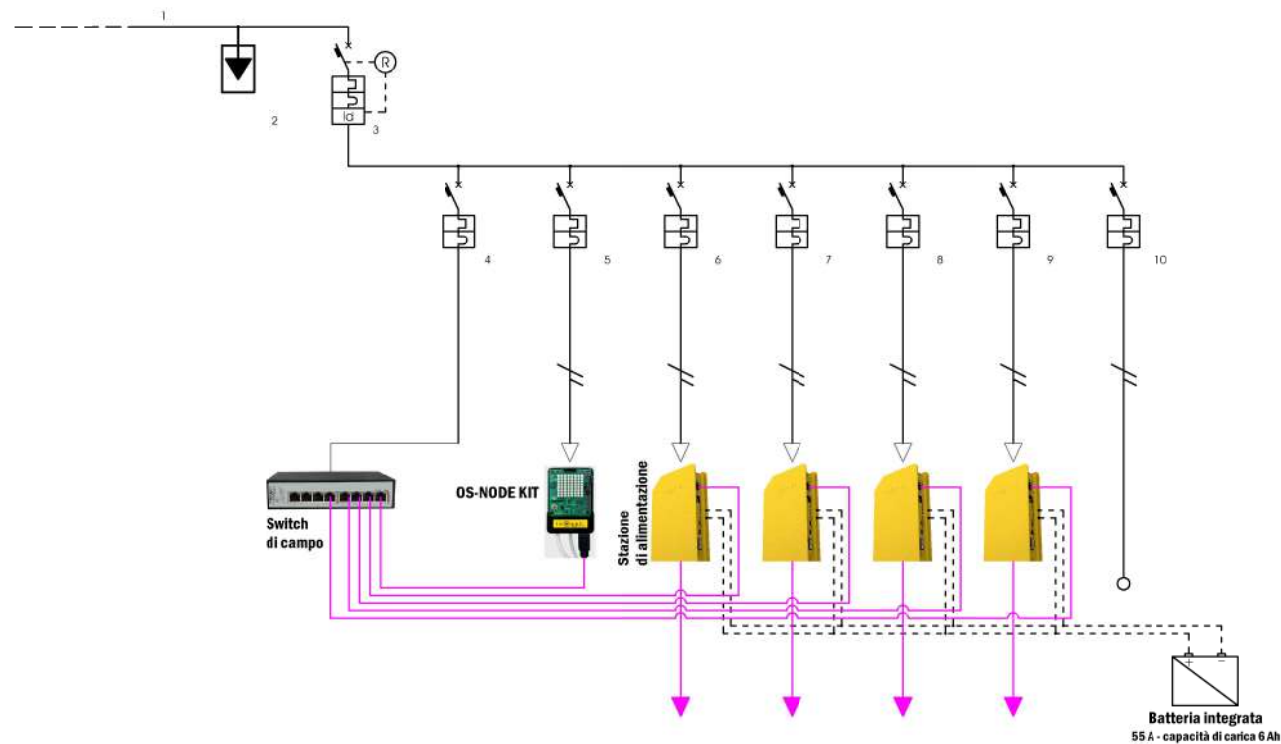 1
R
Id
2
3
4
5
6
7
8
9
10
OS-NODE KIT
Stazione
di alimentazione
Switch
di campo
+ −
Batteria integrata
55 A - capacità di carica 6 Ah